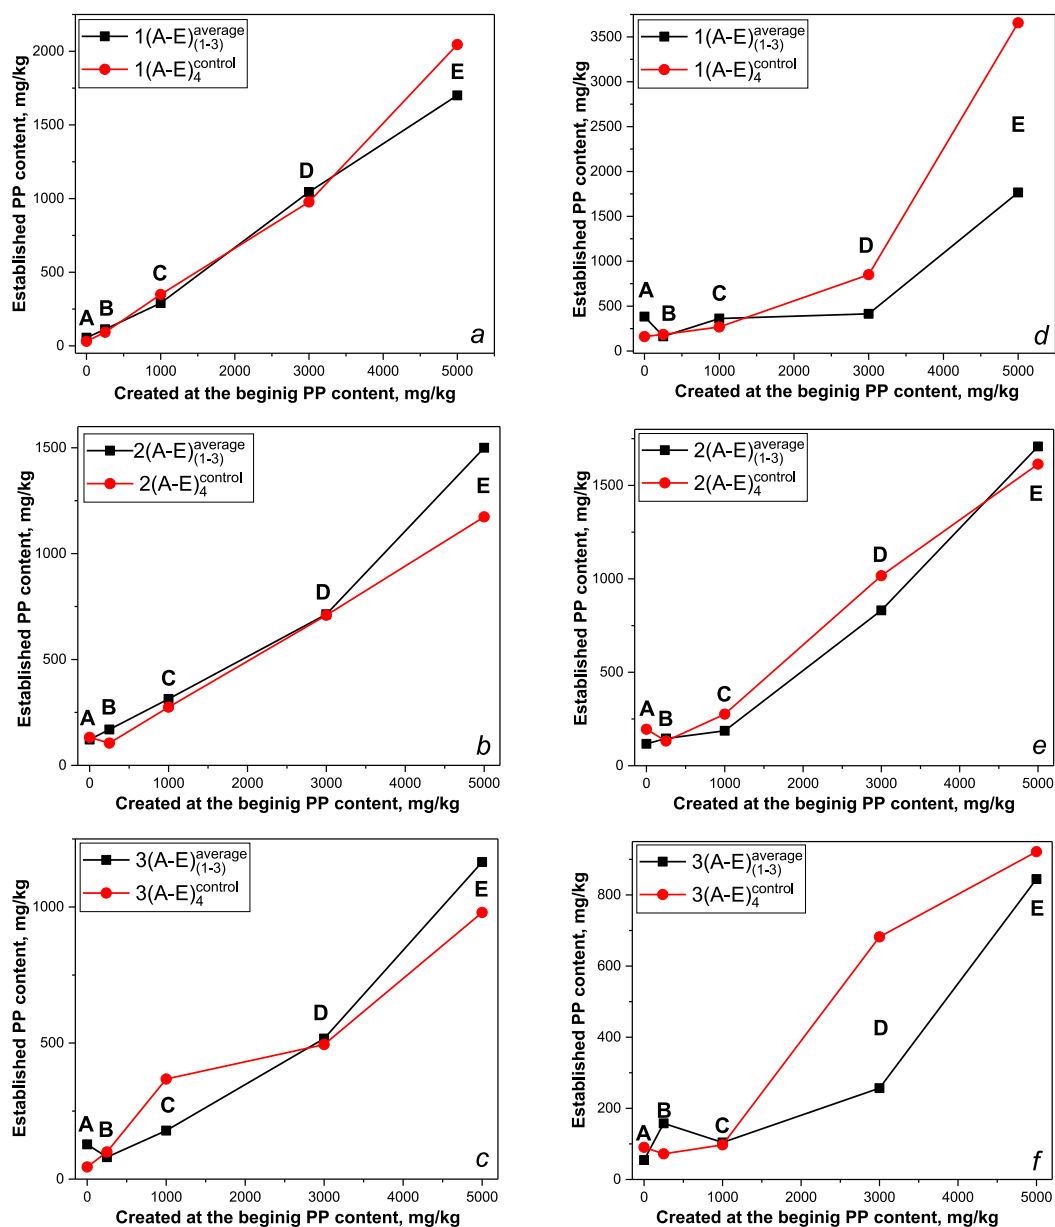 1(A-E)average(1-3)
1(A-E)control4
Established PP content, mg/kg
2000
1500
1000
500
0
A
B
C
D
E
a
0 1000 2000 3000 4000 5000
Created at the beginig PP content, mg/kg
1(A-E)average(1-3)
1(A-E)control4
Established PP content, mg/kg
3500
3000
2500
2000
1500
1000
500
0
A
B
C
D
E
d
0 1000 2000 3000 4000 5000
Created at the beginig PP content, mg/kg
2(A-E)average(1-3)
2(A-E)control4
Established PP content, mg/kg
1500
1000
500
0
A
B
C
D
E
b
0 1000 2000 3000 4000 5000
Created at the beginig PP content, mg/kg
2(A-E)average(1-3)
2(A-E)control4
Established PP content, mg/kg
1500
1000
500
0
A
B
C
D
E
e
0 1000 2000 3000 4000 5000
Created at the beginig PP content, mg/kg
3(A-E)average(1-3)
3(A-E)control4
Established PP content, mg/kg
1000
500
0
A
B
C
D
E
c
0 1000 2000 3000 4000 5000
Created at the beginig PP content, mg/kg
3(A-E)average(1-3)
3(A-E)control4
Established PP content, mg/kg
800
600
400
200
0
A
B
C
D
E
f
0 1000 2000 3000 4000 5000
Created at the beginig PP content, mg/kg